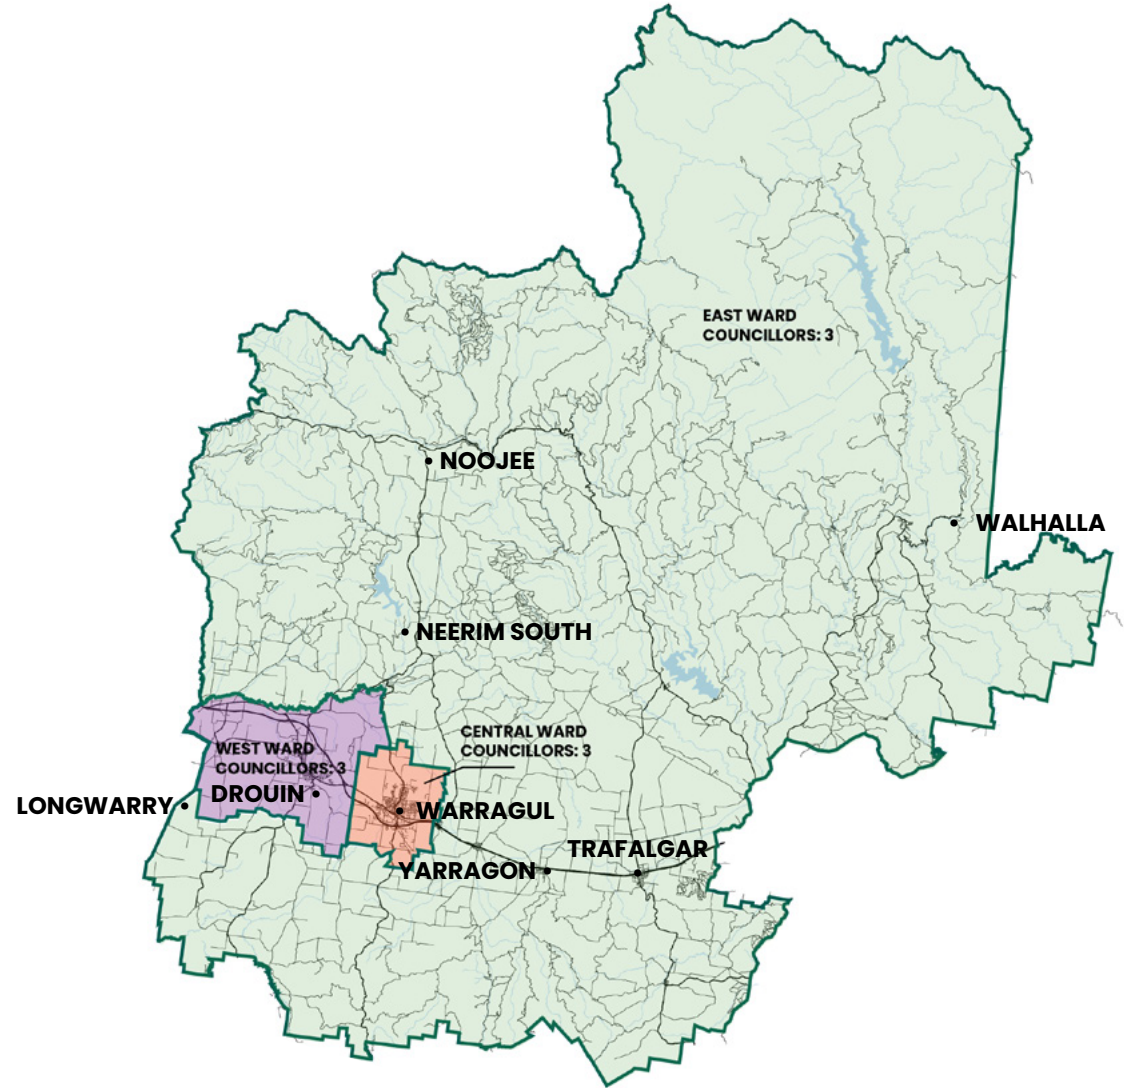 EAST WARD
COUNCILLORS: 3
NOOJEE
WALHALLA
NEERIM SOUTH
CENTRAL WARD
COUNCILLORS: 3
WEST WARD
COUNCILLORS: 3
DROUIN
LONGWARRY
WARRAGUL
TRAFALGAR
YARRAGON